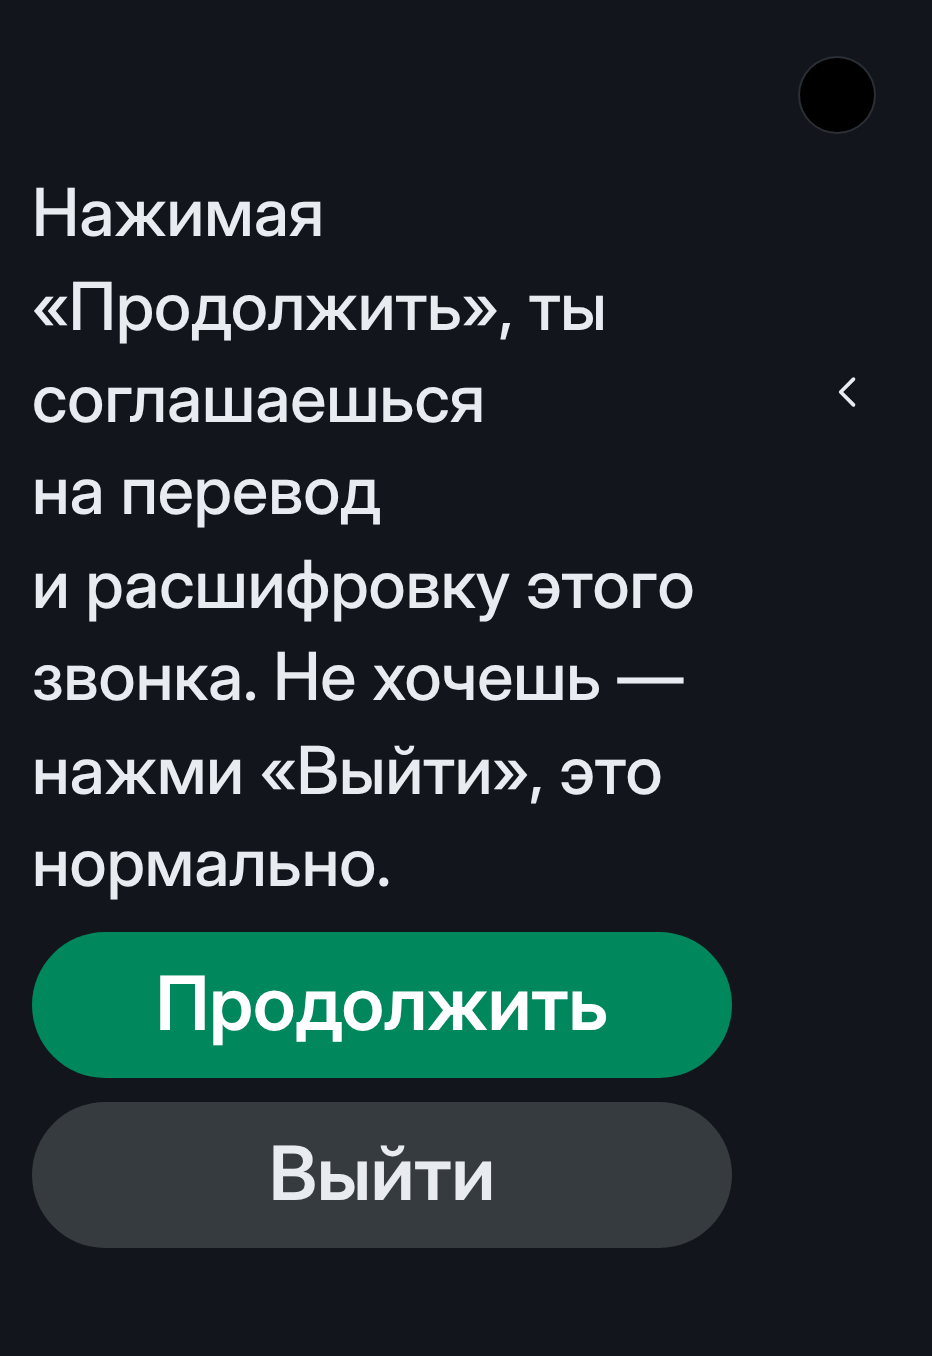 Нажимая
«Продолжить», ты
соглашаешься
на перевод
и расшифровку этого
звонка. Не хочешь —
нажми «Выйти», это
нормально.
Продолжить
Выйти